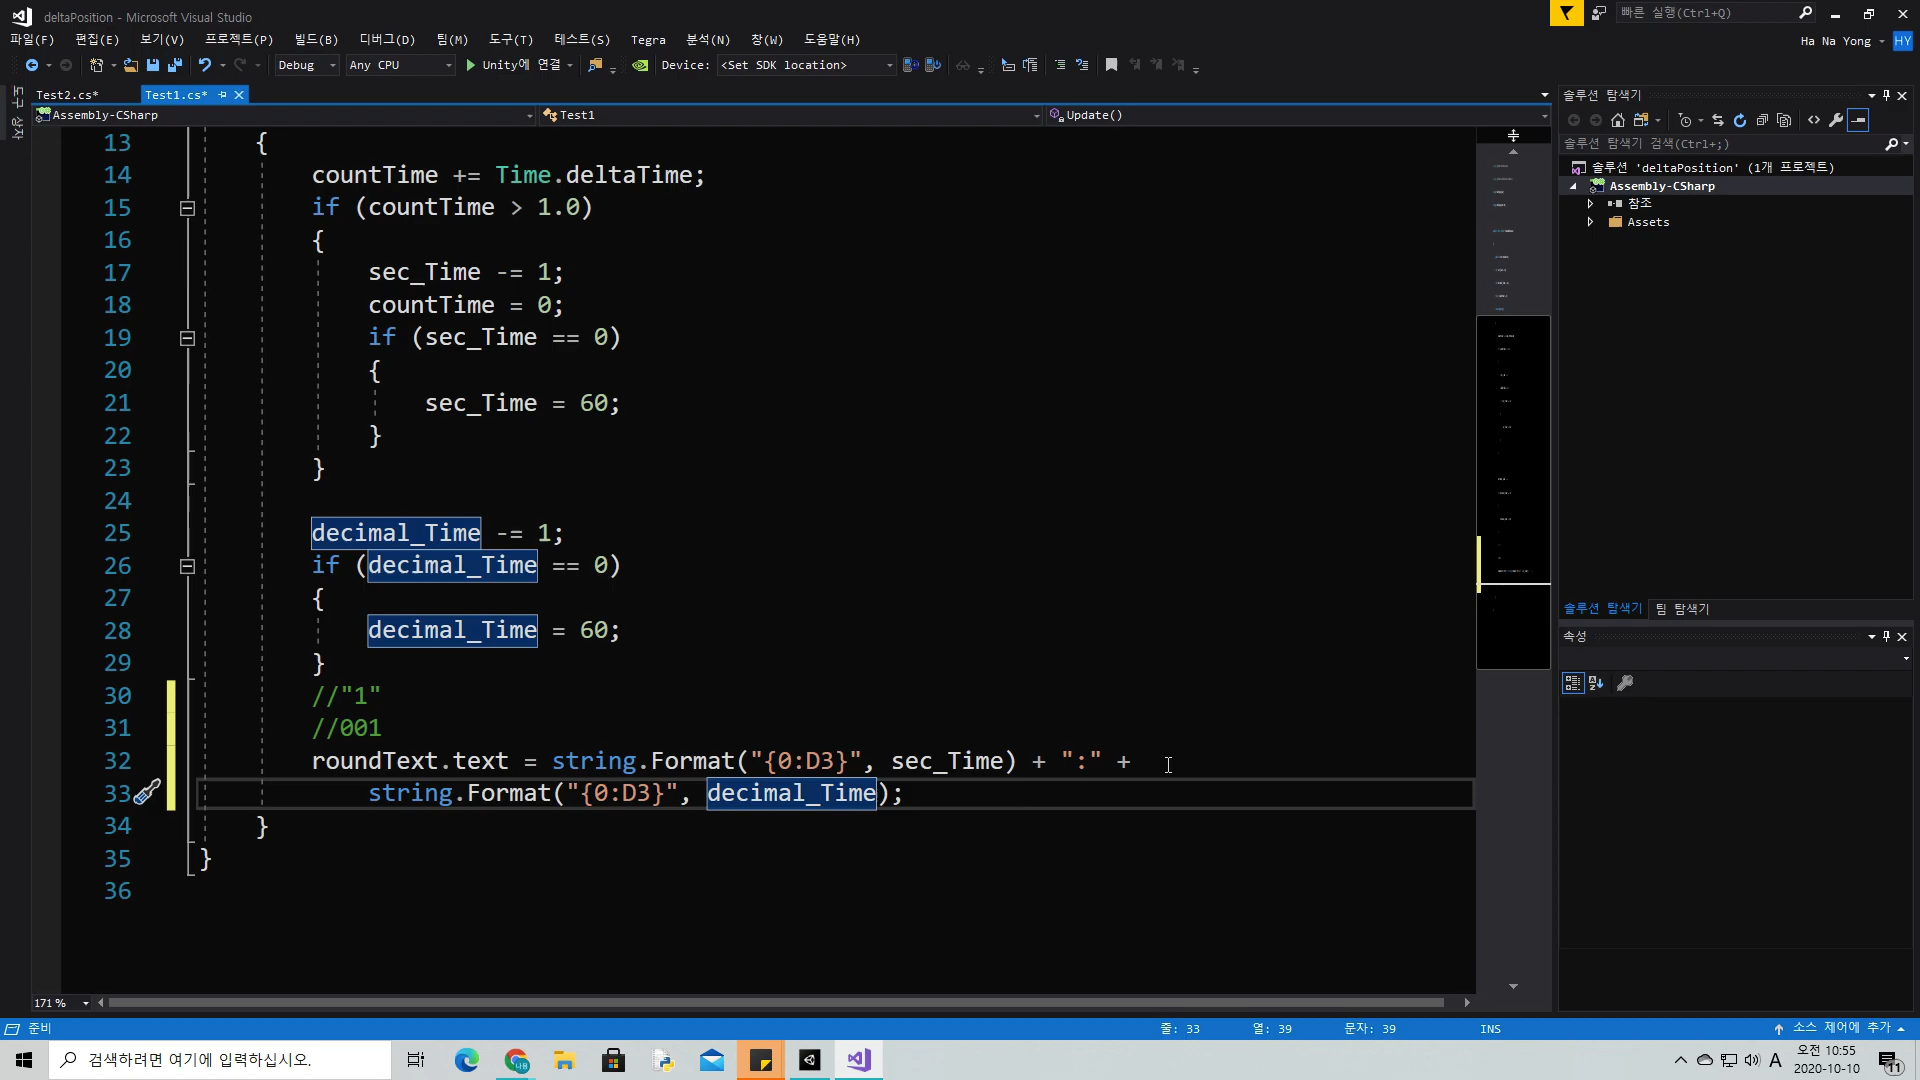 deltaPosition - Microsoft Visual Studio
빠른 실행(Ctrl+Q)
파일(F) 편집(E) 보기(V) 프로젝트(P) 빌드(B) 디버그(D) 팀(M) 도구(T) 테스트(S) Tegra 분석(N) 창(W) 도움말(H)
Ha Na Yong HY
Debug Any CPU Unity에 연결 Device: <Set SDK location>
도구 상자
Test2.cs* Test1.cs*
Assembly-CSharp Test1 Update()
13 {
14 countTime += Time.deltaTime;
15 if (countTime > 1.0)
16 {
17 sec_Time -= 1;
18 countTime = 0;
19 if (sec_Time == 0)
20 {
21 sec_Time = 60;
22 }
23 }
24
25 decimal_Time -= 1;
26 if (decimal_Time == 0)
27 {
28 decimal_Time = 60;
29 }
30 //"1"
31 //001
32 roundText.text = string.Format("{0:D3}", sec_Time) + ":" +
33 string.Format("{0:D3}", decimal_Time);
34 }
35 }
36
171 %
솔루션 탐색기
솔루션 탐색기 검색(Ctrl+;)
솔루션 'deltaPosition' (1개 프로젝트)
Assembly-CSharp
참조
Assets
솔루션 탐색기 팀 탐색기
속성
준비 줄: 33 열: 39 문자: 39 INS 소스 제어에 추가
검색하려면 여기에 입력하십시오.
A
오전 10:55
2020-10-10
11